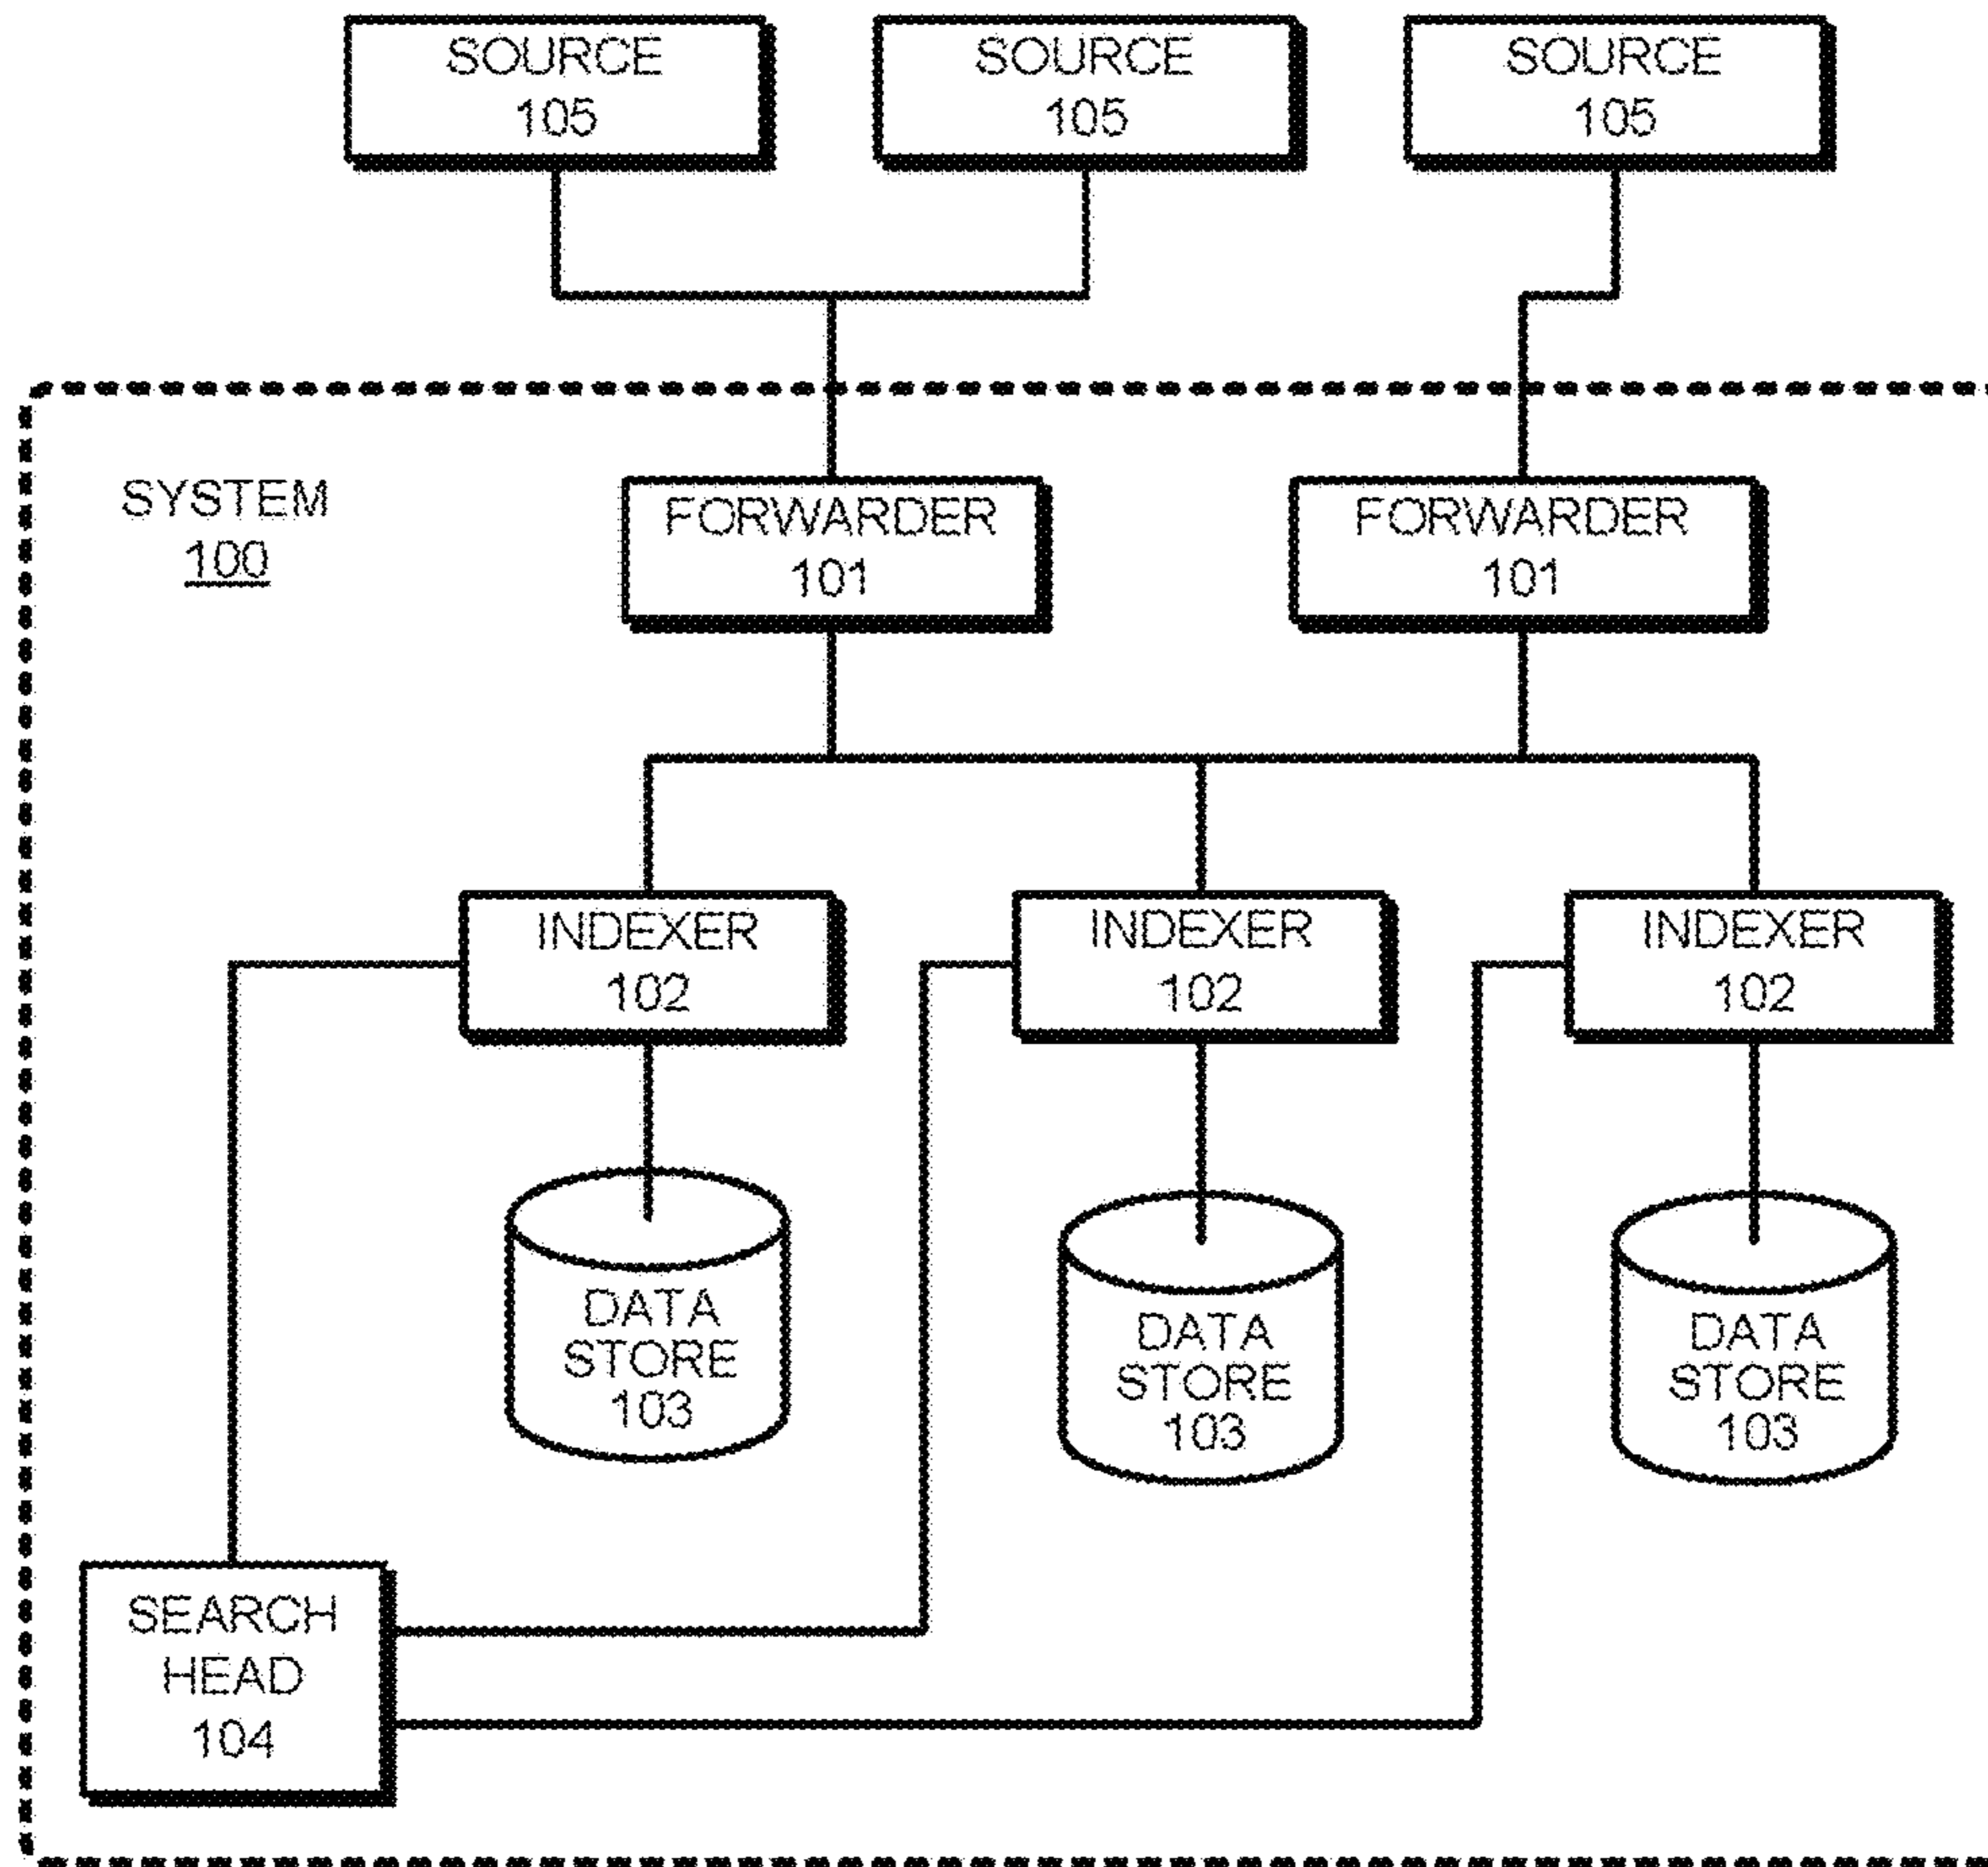 SOURCE
105
SOURCE
105
SOURCE
105
SYSTEM
100
FORWARDER
101
FORWARDER
101
INDEXER
102
INDEXER
102
INDEXER
102
DATA
STORE
103
DATA
STORE
103
DATA
STORE
103
SEARCH
HEAD
104